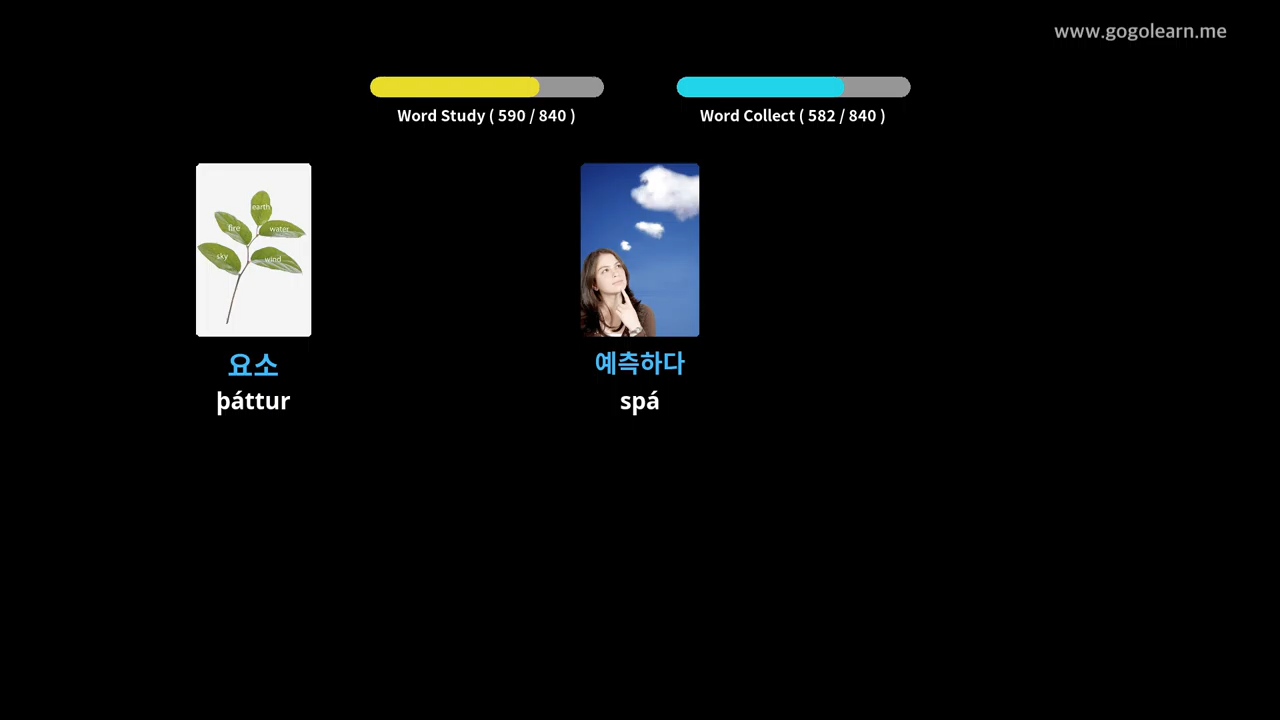 www.gogolearn.me
Word Study ( 590 / 840 )
Word Collect ( 582 / 840 )
earth
fire
water
sky
wind
요소
예측하다
þáttur
spá